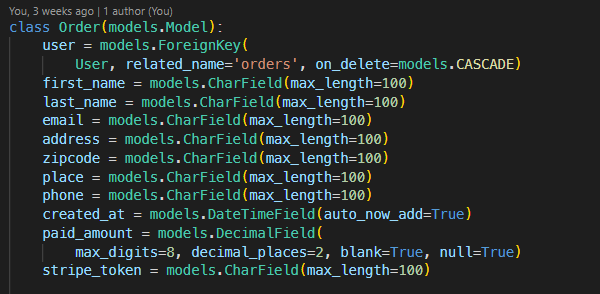 You, 3 weeks ago | 1 author (You)
class Order(models.Model):
    user = models.ForeignKey(
        User, related_name='orders', on_delete=models.CASCADE)
    first_name = models.CharField(max_length=100)
    last_name = models.CharField(max_length=100)
    email = models.CharField(max_length=100)
    address = models.CharField(max_length=100)
    zipcode = models.CharField(max_length=100)
    place = models.CharField(max_length=100)
    phone = models.CharField(max_length=100)
    created_at = models.DateTimeField(auto_now_add=True)
    paid_amount = models.DecimalField(
        max_digits=8, decimal_places=2, blank=True, null=True)
    stripe_token = models.CharField(max_length=100)